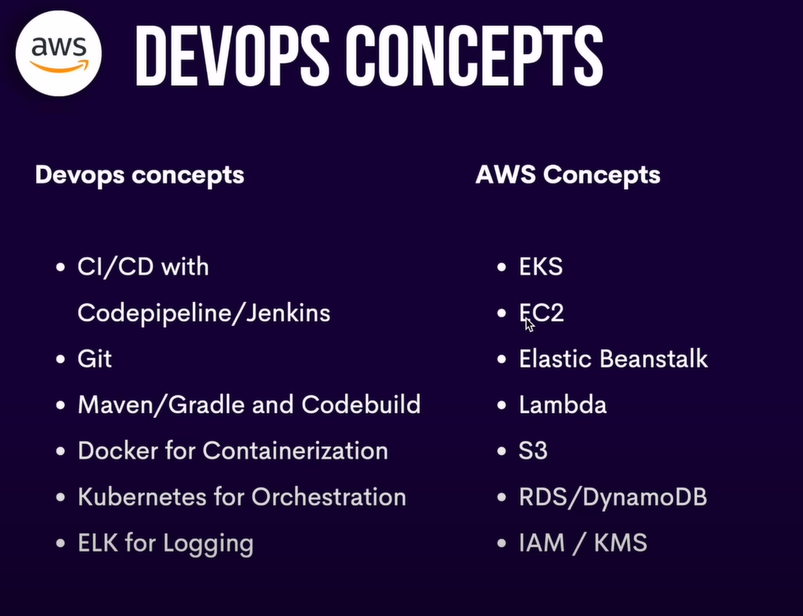 aws
DEVOPS CONCEPTS
Devops concepts
• CI/CD with
Codepipeline/Jenkins
• Git
• Maven/Gradle and Codebuild
• Docker for Containerization
• Kubernetes for Orchestration
• ELK for Logging
AWS Concepts
• EKS
• EC2
• Elastic Beanstalk
• Lambda
• S3
• RDS/DynamoDB
• IAM / KMS